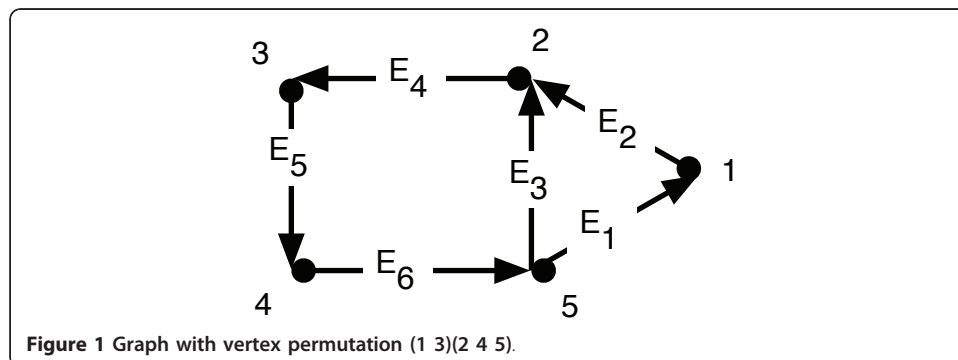 2
3
E4
E2
E5
E3
1
E1
E6
4
5
Figure 1 Graph with vertex permutation (1 3)(2 4 5).